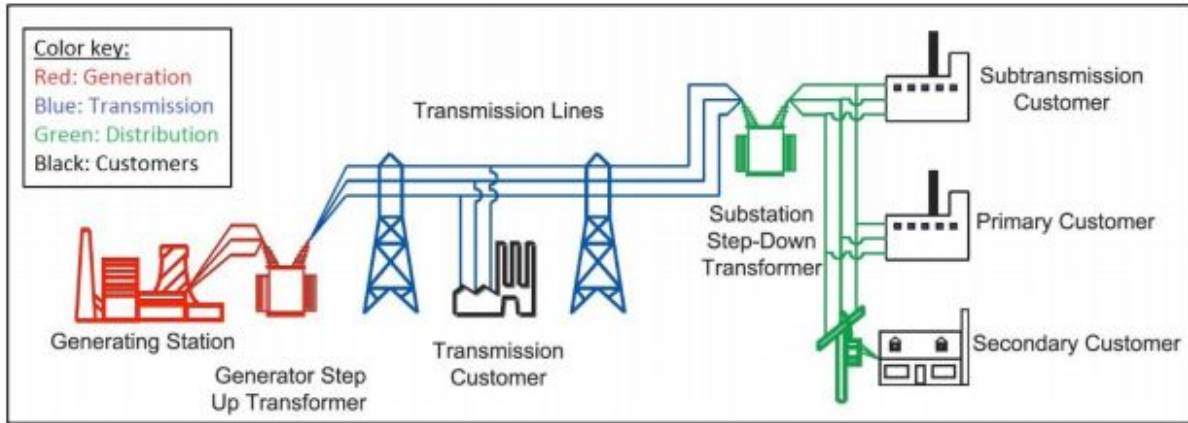 Color key:
Red: Generation
Blue: Transmission
Green: Distribution
Black: Customers
Transmission Lines
Subtransmission
Customer
Substation
Step-Down
Transformer
Primary Customer
Generating Station
Generator Step
Up Transformer
Transmission
Customer
Secondary Customer